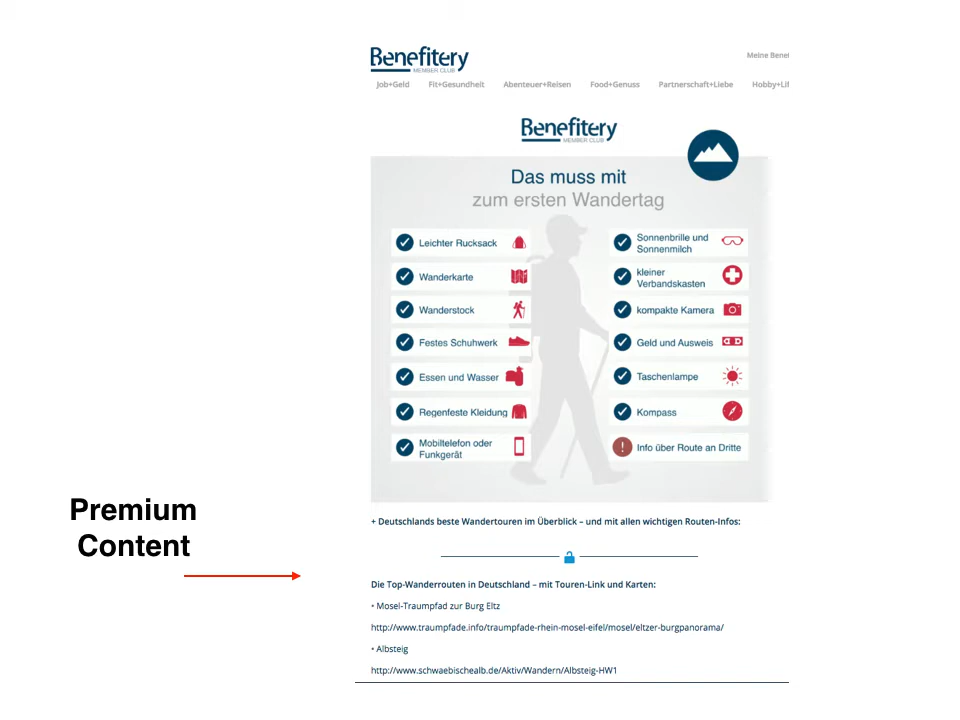 Benefitery
MEMBER CLUB
Meine Benef
Job+Geld Fit+Gesundheit Abenteuer+Reisen Food+Genuss Partnerschaft+Liebe Hobby+Lif
Benefitery
MEMBER CLUB
Das muss mit
zum ersten Wandertag
Leichter Rucksack
Wanderkarte
Wanderstock
Festes Schuhwerk
Essen und Wasser
Regenfeste Kleidung
Mobiltelefon oder
Funkgerät
Sonnenbrille und
Sonnenmilch
kleiner
Verbandskasten
kompakte Kamera
Geld und Ausweis
Taschenlampe
Kompass
! Info über Route an Dritte
Premium
Content
+ Deutschlands beste Wandertouren im Überblick – und mit allen wichtigen Routen-Infos:
Die Top-Wanderrouten in Deutschland – mit Touren-Link und Karten:
• Mosel-Traumpfad zur Burg Eltz
http://www.traumpfade.info/traumpfade-rhein-mosel-eifel/mosel/eltzer-burgpanorama/
• Albsteig
http://www.schwaebischealb.de/Aktiv/Wandern/Albsteig-HW1